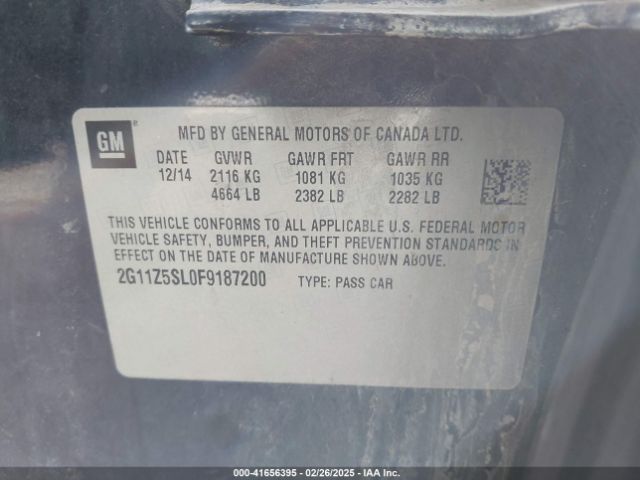 GM ®
MFD BY GENERAL MOTORS OF CANADA LTD.
DATE GVWR GAWR FRT GAWR RR
12/14 2116 KG 1081 KG 1035 KG
4664 LB 2382 LB 2282 LB
THIS VEHICLE CONFORMS TO ALL APPLICABLE U.S. FEDERAL MOTOR
VEHICLE SAFETY, BUMPER, AND THEFT PREVENTION STANDARDS IN
EFFECT ON THE DATE OF MANUFACTURE SHOWN ABOVE.
2G11Z5SL0F9187200 TYPE: PASS CAR
000-41656395 - 02/26/2025 - IAA Inc.